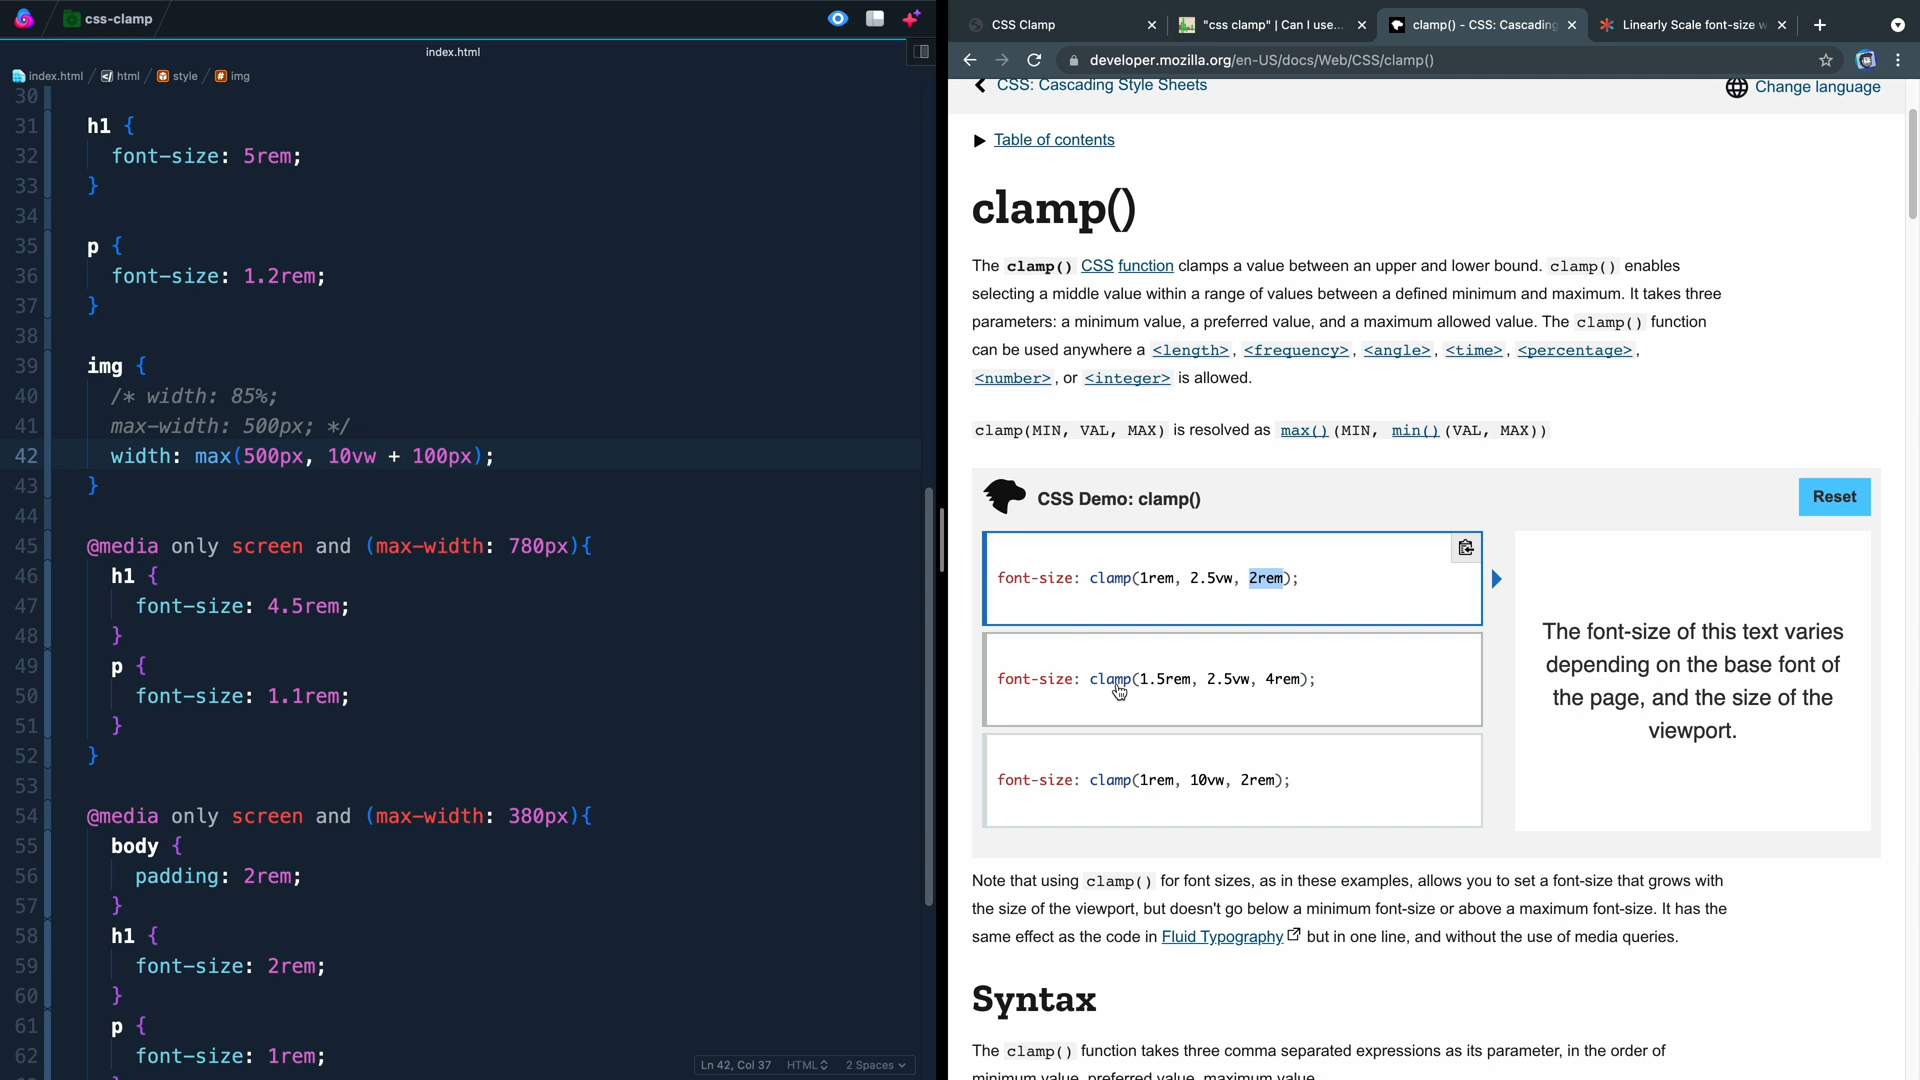 css-clamp
index.html
index.html / html / style / # img
30
31 h1 {
32 font-size: 5rem;
33 }
34
35 p {
36 font-size: 1.2rem;
37 }
38
39 img {
40 /* width: 85%;
41 max-width: 500px; */
42 width: max(500px, 10vw + 100px);
43 }
44
45 @media only screen and (max-width: 780px){
46 h1 {
47 font-size: 4.5rem;
48 }
49 p {
50 font-size: 1.1rem;
51 }
52 }
53
54 @media only screen and (max-width: 380px){
55 body {
56 padding: 2rem;
57 }
58 h1 {
59 font-size: 2rem;
60 }
61 p {
62 font-size: 1rem;
Ln 42, Col 37 HTML 2 Spaces
CSS Clamp
"css clamp" | Can I use...
clamp() - CSS: Cascading
Linearly Scale font-size w
developer.mozilla.org/en-US/docs/Web/CSS/clamp()
CSS: Cascading Style Sheets
Change language
Table of contents
clamp()
The clamp() CSS function clamps a value between an upper and lower bound. clamp() enables
selecting a middle value within a range of values between a defined minimum and maximum. It takes three
parameters: a minimum value, a preferred value, and a maximum allowed value. The clamp() function
can be used anywhere a <length>, <frequency>, <angle>, <time>, <percentage>,
<number>, or <integer> is allowed.
clamp(MIN, VAL, MAX) is resolved as max()(MIN, min()(VAL, MAX))
CSS Demo: clamp()
Reset
font-size: clamp(1rem, 2.5vw, 2rem);
font-size: clamp(1.5rem, 2.5vw, 4rem);
font-size: clamp(1rem, 10vw, 2rem);
The font-size of this text varies
depending on the base font of
the page, and the size of the
viewport.
Note that using clamp() for font sizes, as in these examples, allows you to set a font-size that grows with
the size of the viewport, but doesn't go below a minimum font-size or above a maximum font-size. It has the
same effect as the code in Fluid Typography but in one line, and without the use of media queries.
Syntax
The clamp() function takes three comma separated expressions as its parameter, in the order of
minimum value, preferred value, maximum value.